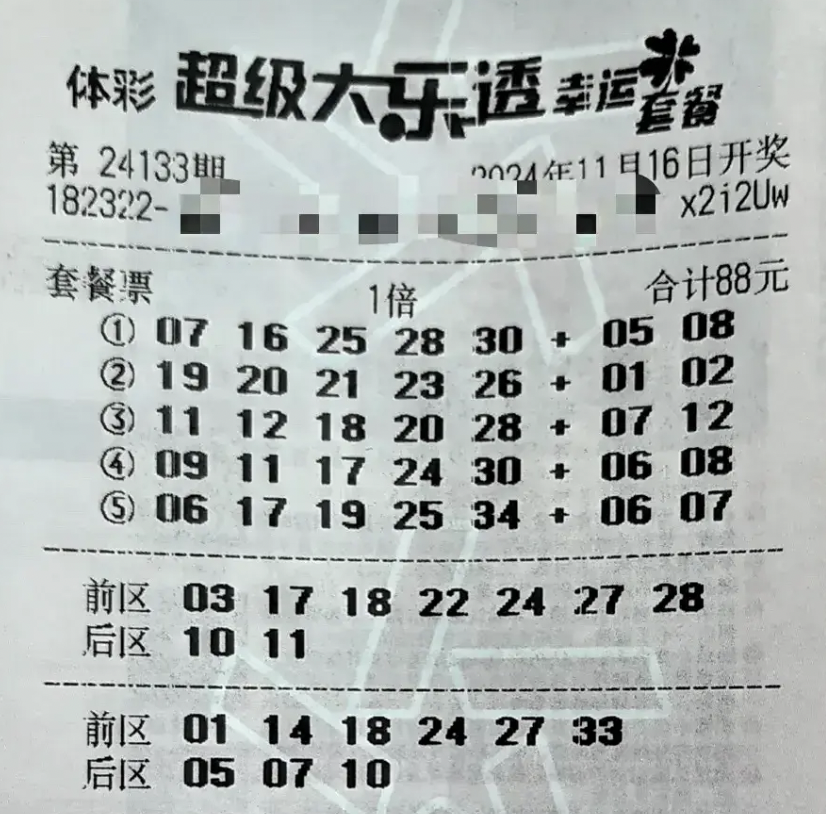 体彩 超级大乐透 幸运套餐
第 24133期 2024年11月16日开奖
182322- x2i2Uw
套餐票 1倍 合计88元
① 07 16 25 28 30 + 05 08
② 19 20 21 23 26 + 01 02
③ 11 12 18 20 28 + 07 12
④ 09 11 17 24 30 + 06 08
⑤ 06 17 19 25 34 + 06 07
前区 03 17 18 22 24 27 28
后区 10 11
前区 01 14 18 24 27 33
后区 05 07 10